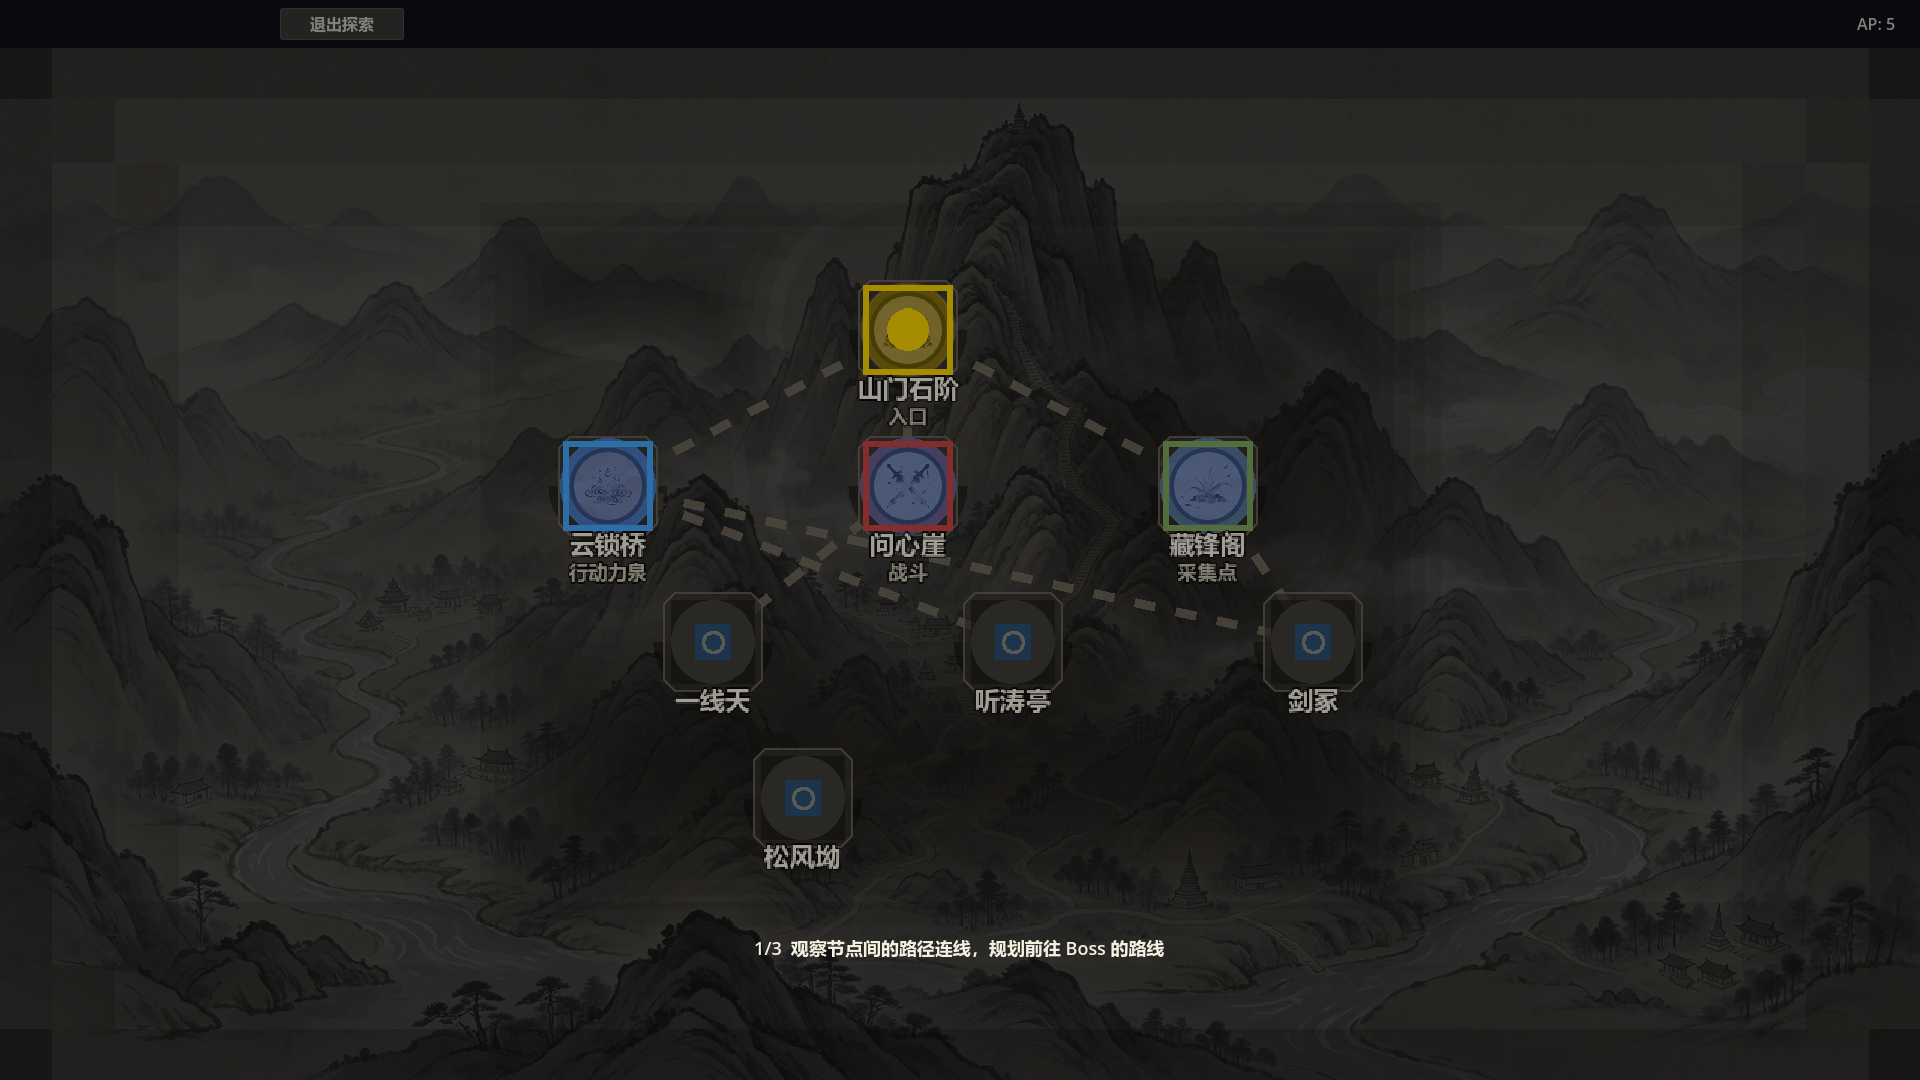 退出探索
AP: 5
山门石阶
入口
云锁桥
行动力泉
问心崖
战斗
藏锋阁
采集点
一线天
听涛亭
剑冢
松风坳
1/3 观察节点间的路径连线，规划前往 Boss 的路线